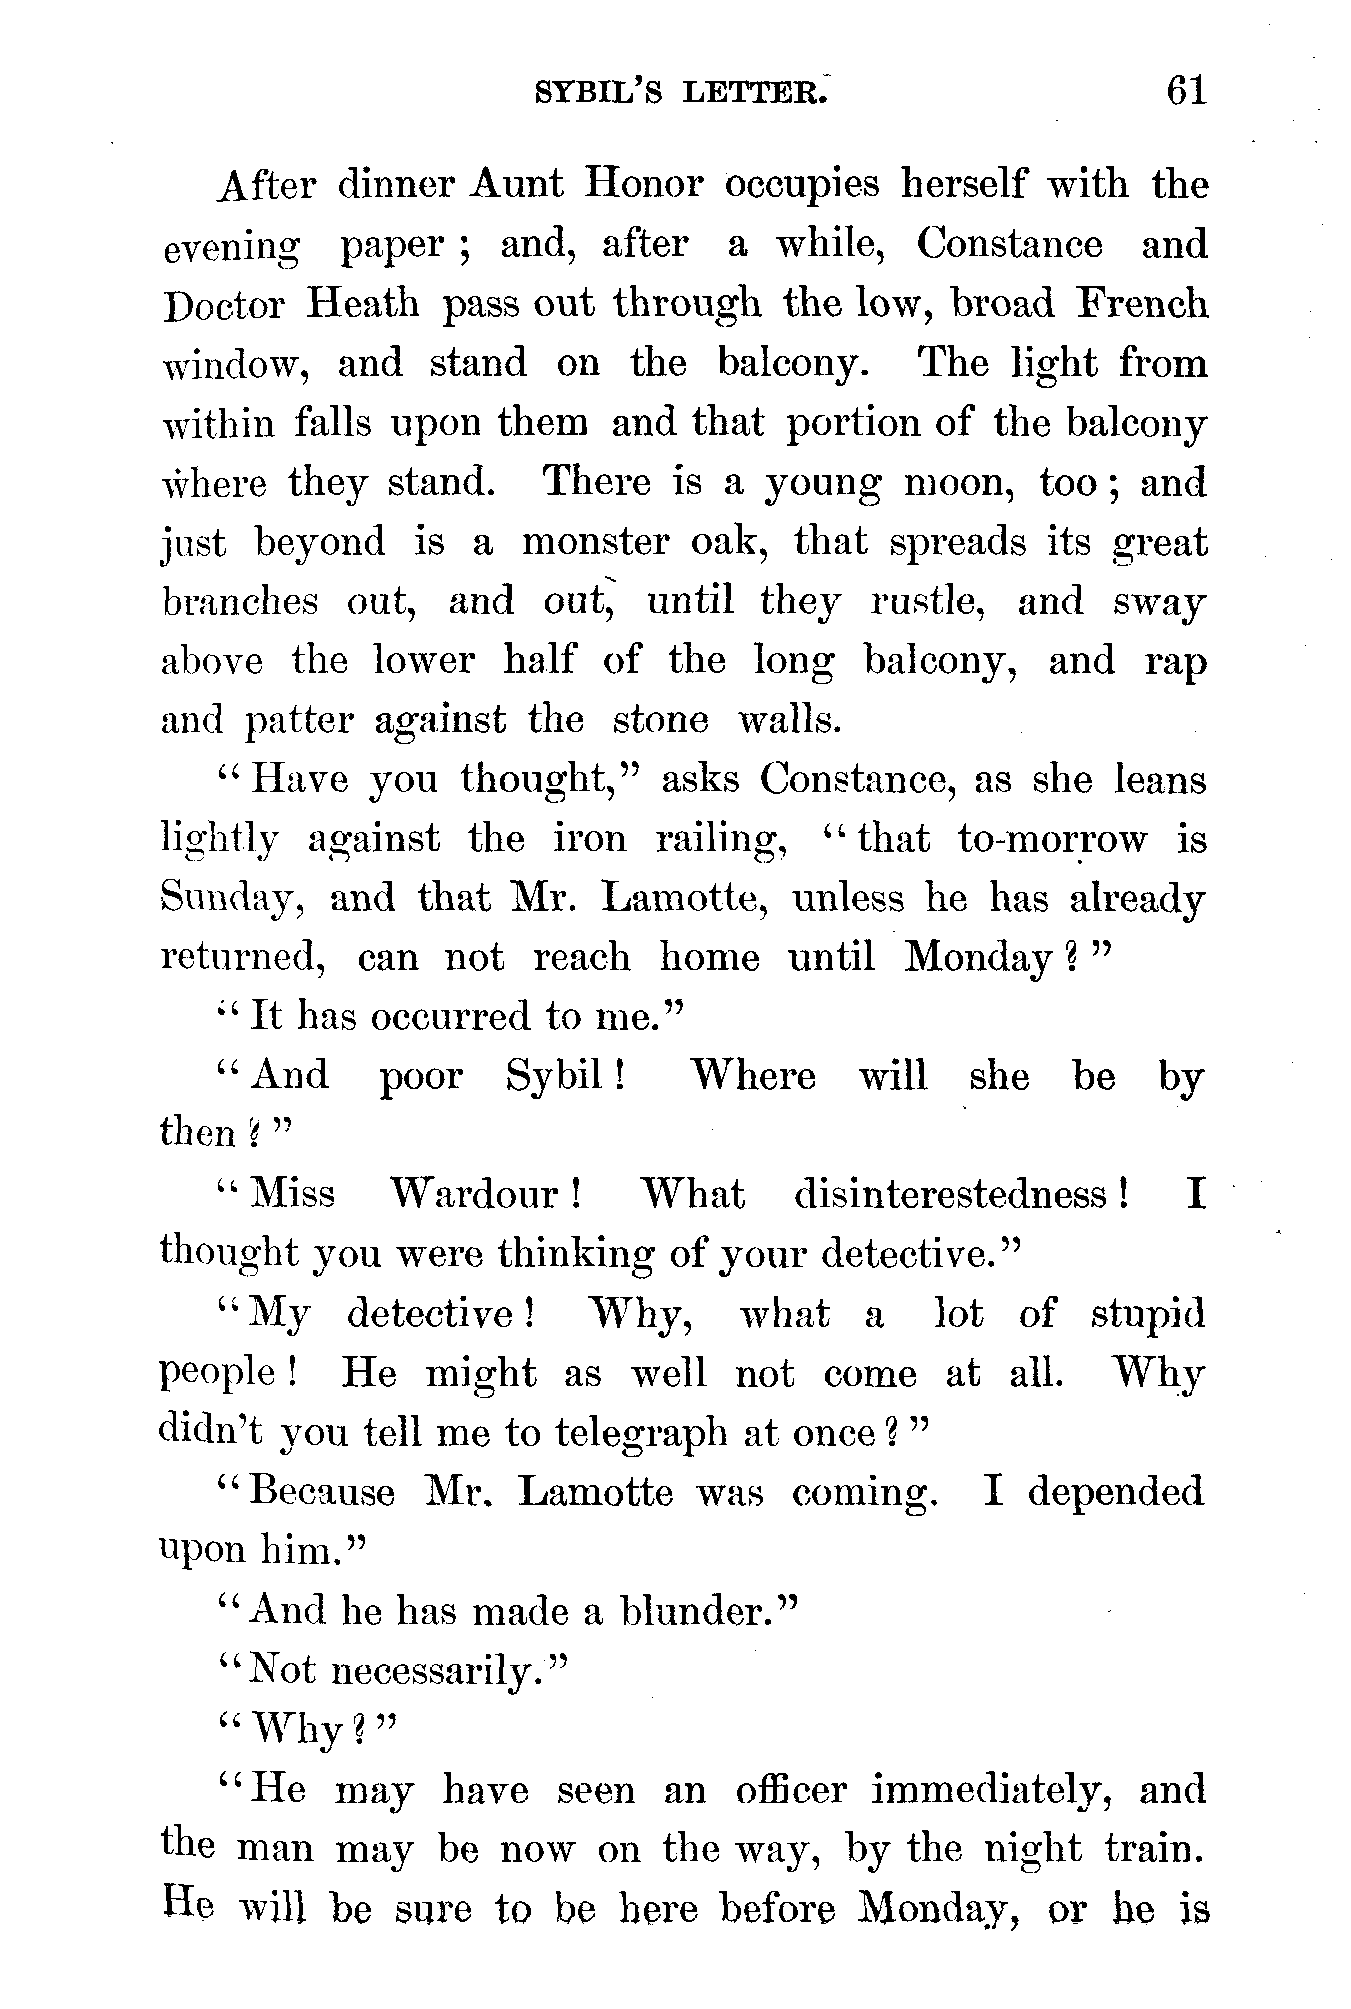 SYBIL'S LETTER. 61
After dinner Aunt Honor occupies herself with the
evening paper ; and, after a while, Constance and
Doctor Heath pass out through the low, broad French
window, and stand on the balcony. The light from
within falls upon them and that portion of the balcony
where they stand. There is a young moon, too ; and
just beyond is a monster oak, that spreads its great
branches out, and out, until they rustle, and sway
above the lower half of the long balcony, and rap
and patter against the stone walls.
“ Have you thought,” asks Constance, as she leans
lightly against the iron railing, “ that to-morrow is
Sunday, and that Mr. Lamotte, unless he has already
returned, can not reach home until Monday ? ”
“ It has occurred to me.”
“ And poor Sybil ! Where will she be by
then ? ”
“ Miss Wardour ! What disinterestedness ! I
thought you were thinking of your detective.”
“ My detective ! Why, what a lot of stupid
people ! He might as well not come at all. Why
didn't you tell me to telegraph at once ? ”
“ Because Mr. Lamotte was coming. I depended
upon him.”
“ And he has made a blunder.”
“ Not necessarily.”
“ Why ? ”
“ He may have seen an officer immediately, and
the man may be now on the way, by the night train.
He will be sure to be here before Monday, or he is